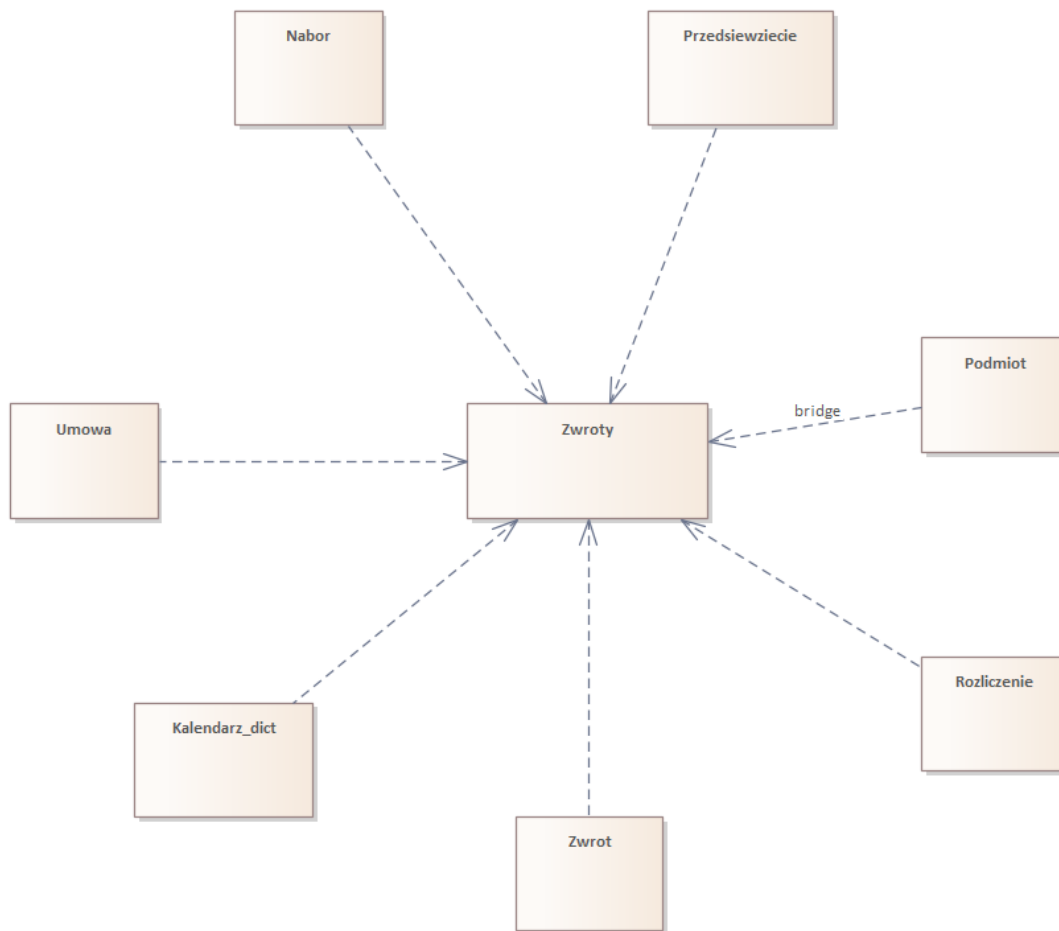 Nabor
Przedsiewziecie
Podmiot
bridge
Umowa
Zwroty
Rozliczenie
Kalendarz_dict
Zwrot